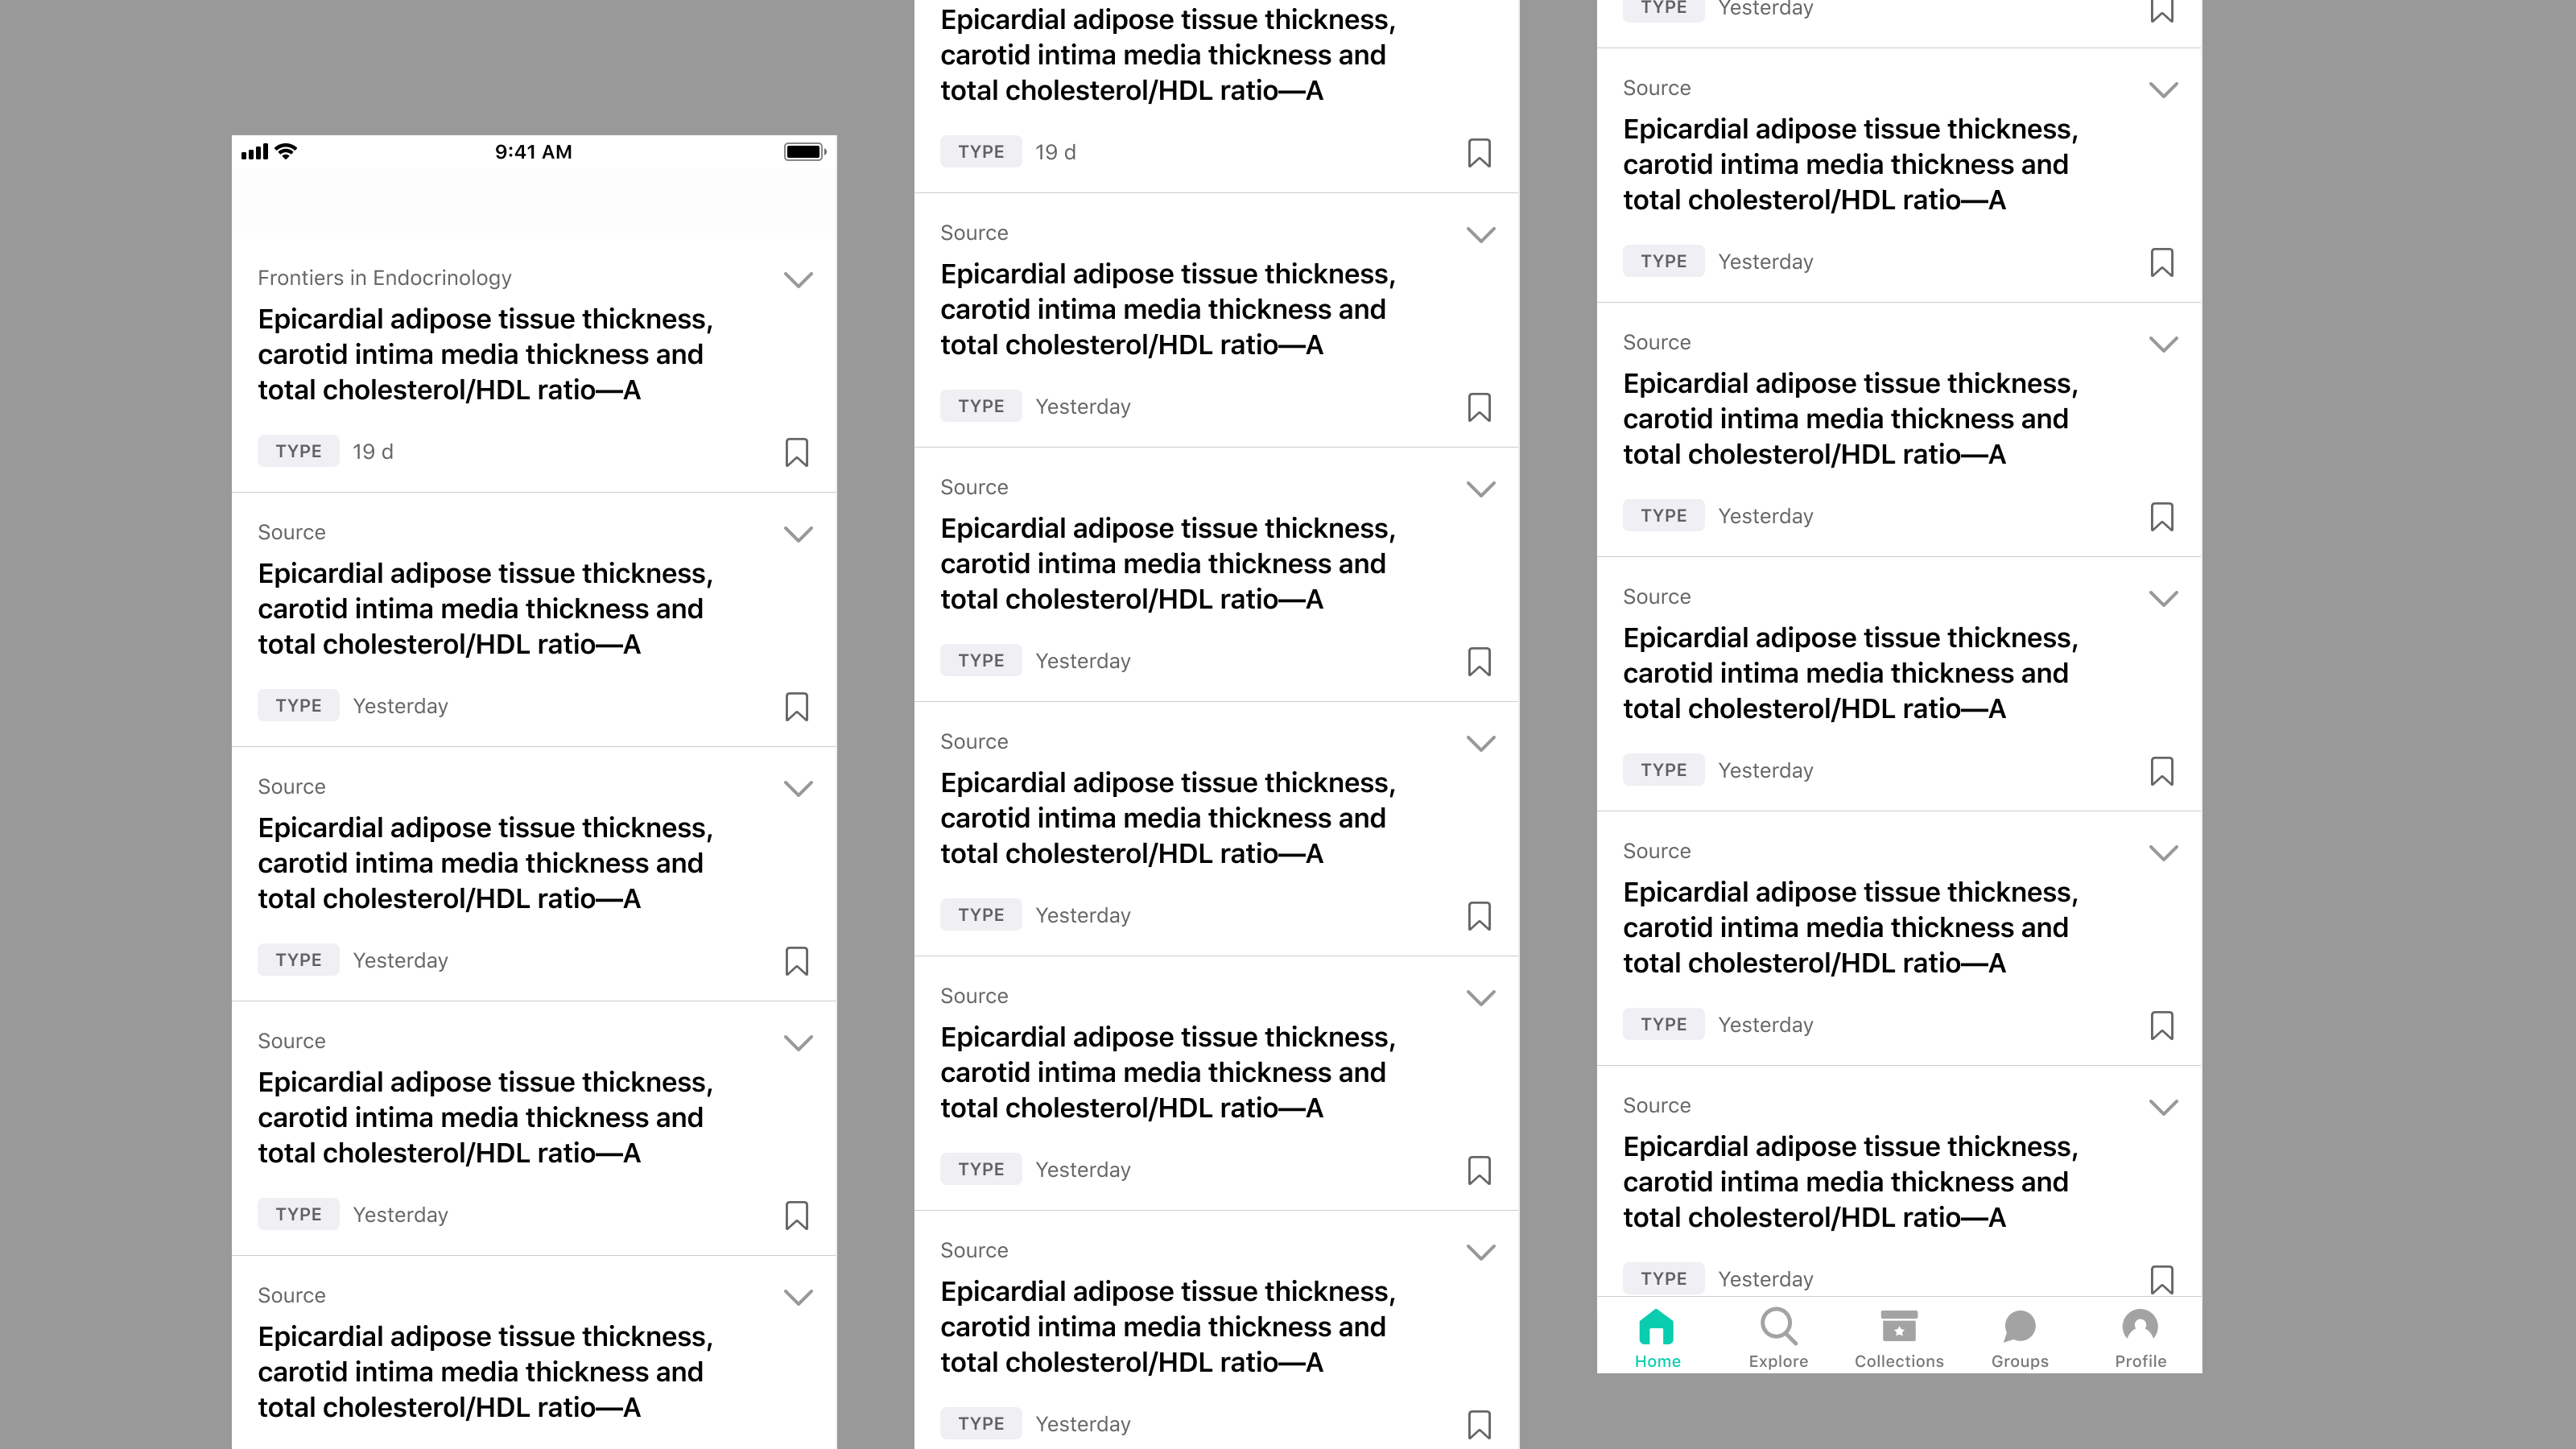 9:41 AM
Frontiers in Endocrinology
Epicardial adipose tissue thickness,
carotid intima media thickness and
total cholesterol/HDL ratio—A
TYPE 19 d
Source
Epicardial adipose tissue thickness,
carotid intima media thickness and
total cholesterol/HDL ratio—A
TYPE Yesterday
Source
Epicardial adipose tissue thickness,
carotid intima media thickness and
total cholesterol/HDL ratio—A
TYPE Yesterday
Source
Epicardial adipose tissue thickness,
carotid intima media thickness and
total cholesterol/HDL ratio—A
TYPE Yesterday
Source
Epicardial adipose tissue thickness,
carotid intima media thickness and
total cholesterol/HDL ratio—A
Epicardial adipose tissue thickness,
carotid intima media thickness and
total cholesterol/HDL ratio—A
TYPE 19 d
Source
Epicardial adipose tissue thickness,
carotid intima media thickness and
total cholesterol/HDL ratio—A
TYPE Yesterday
Source
Epicardial adipose tissue thickness,
carotid intima media thickness and
total cholesterol/HDL ratio—A
TYPE Yesterday
Source
Epicardial adipose tissue thickness,
carotid intima media thickness and
total cholesterol/HDL ratio—A
TYPE Yesterday
Source
Epicardial adipose tissue thickness,
carotid intima media thickness and
total cholesterol/HDL ratio—A
TYPE Yesterday
Source
Epicardial adipose tissue thickness,
carotid intima media thickness and
total cholesterol/HDL ratio—A
TYPE Yesterday
TYPE Yesterday
Source
Epicardial adipose tissue thickness,
carotid intima media thickness and
total cholesterol/HDL ratio—A
TYPE Yesterday
Source
Epicardial adipose tissue thickness,
carotid intima media thickness and
total cholesterol/HDL ratio—A
TYPE Yesterday
Source
Epicardial adipose tissue thickness,
carotid intima media thickness and
total cholesterol/HDL ratio—A
TYPE Yesterday
Source
Epicardial adipose tissue thickness,
carotid intima media thickness and
total cholesterol/HDL ratio—A
TYPE Yesterday
Source
Epicardial adipose tissue thickness,
carotid intima media thickness and
total cholesterol/HDL ratio—A
TYPE Yesterday
Home Explore Collections Groups Profile